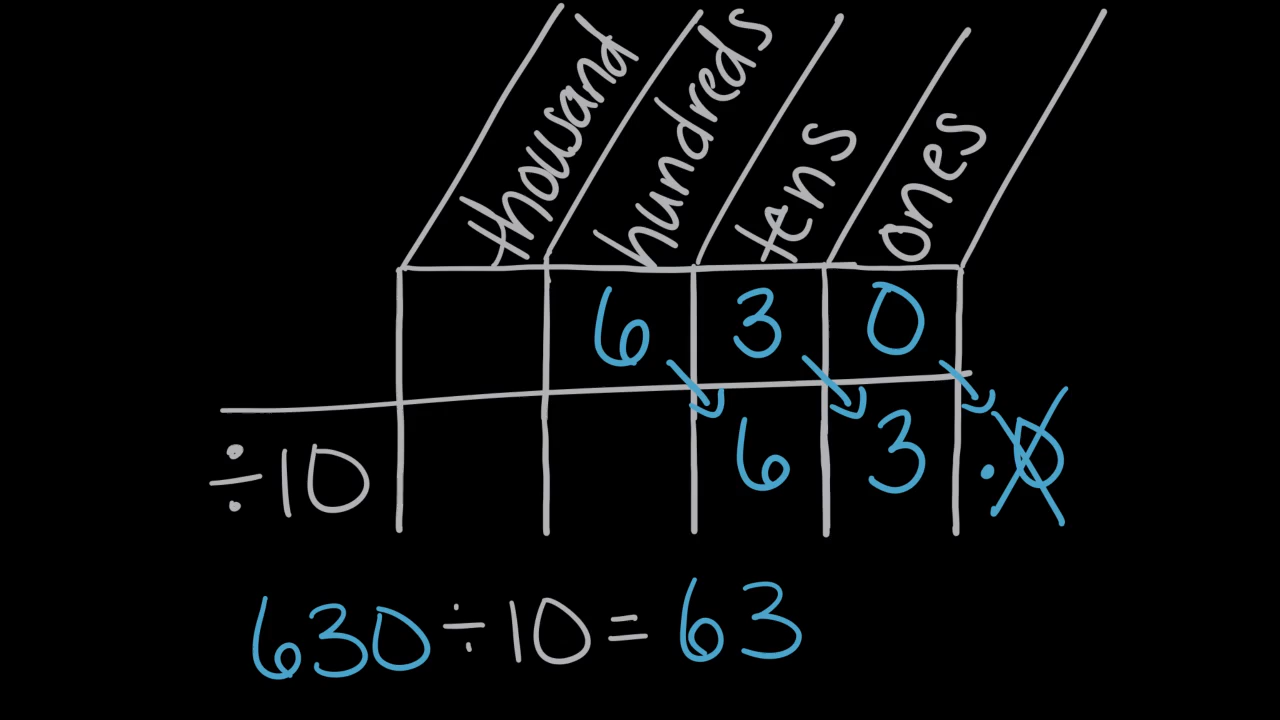 thousand hundreds tens ones
6 3 0
÷10 6 3 .0
630÷10=63